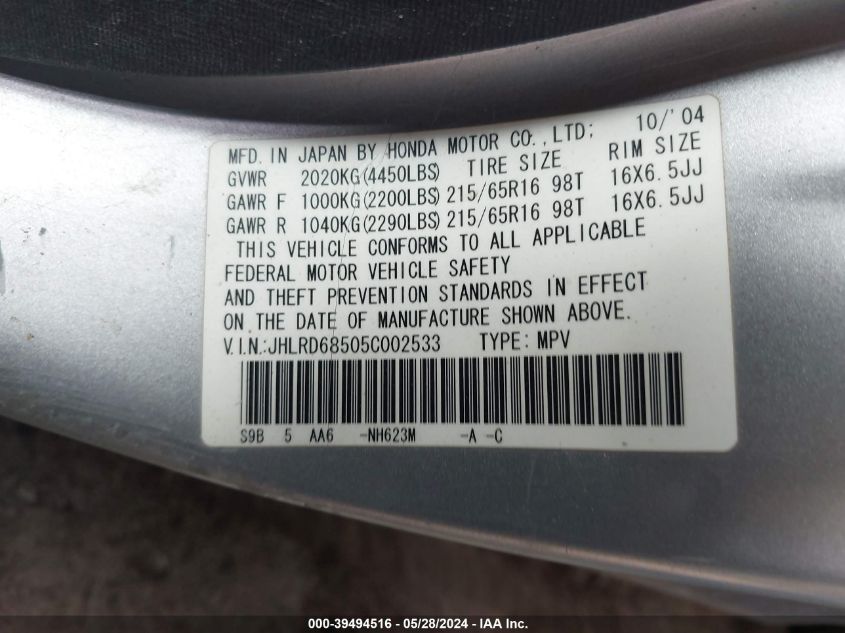 MFD. IN JAPAN BY HONDA MOTOR CO., LTD; 10/'04
GVWR 2020KG(4450LBS) TIRE SIZE RIM SIZE
GAWR F 1000KG(2200LBS) 215/65R16 98T 16X6.5JJ
GAWR R 1040KG(2290LBS) 215/65R16 98T 16X6.5JJ
THIS VEHICLE CONFORMS TO ALL APPLICABLE
FEDERAL MOTOR VEHICLE SAFETY
AND THEFT PREVENTION STANDARDS IN EFFECT
ON THE DATE OF MANUFACTURE SHOWN ABOVE.
V.I.N.:JHLRD68505C002533 TYPE: MPV
S9B 5 AA6 -NH623M -A -C
000-39494516 - 05/28/2024 - IAA Inc.